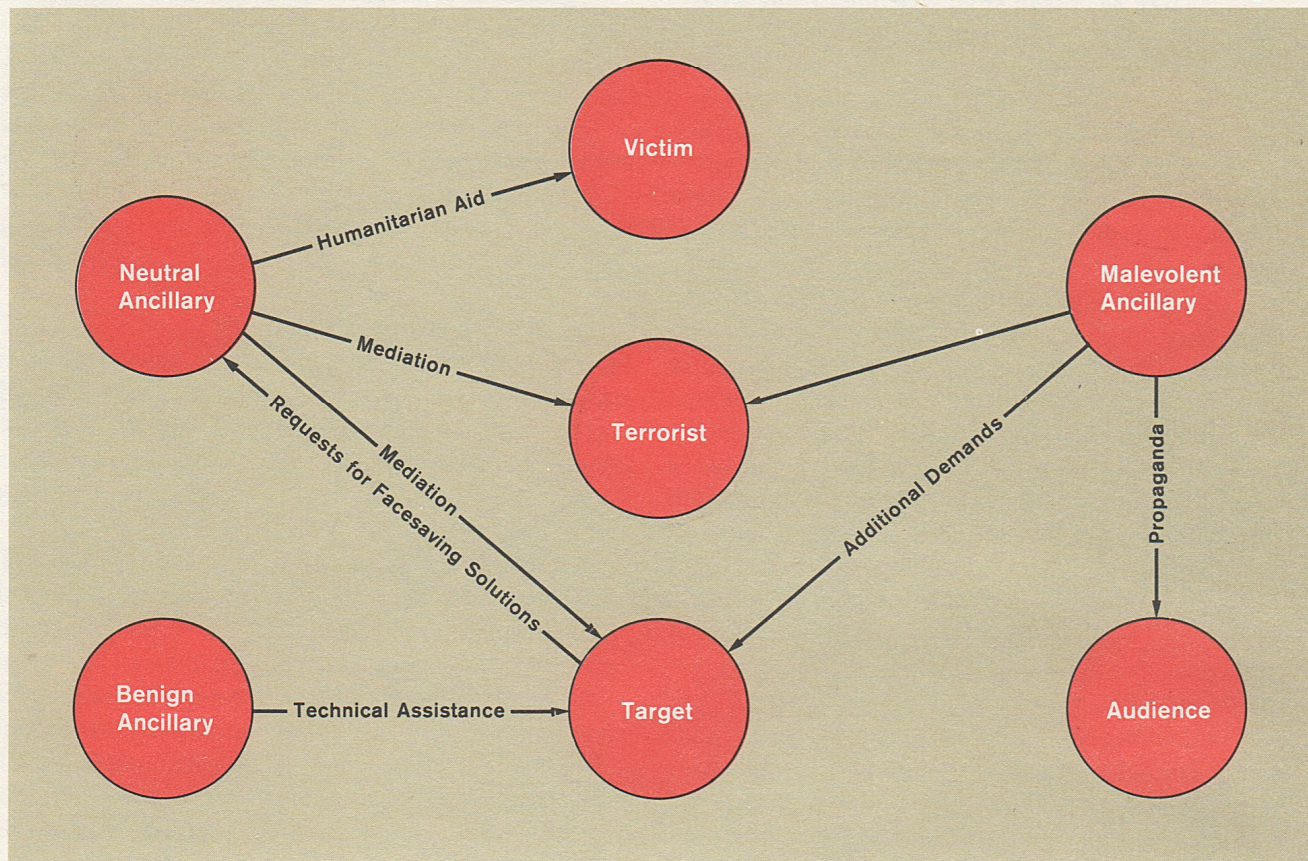 Victim
Humanitarian Aid
Neutral
Ancillary
Malevolent
Ancillary
Mediation
Terrorist
Requests for Facesaving Solutions
Mediation
Additional Demands
Propaganda
Benign
Ancillary
Technical Assistance
Target
Audience